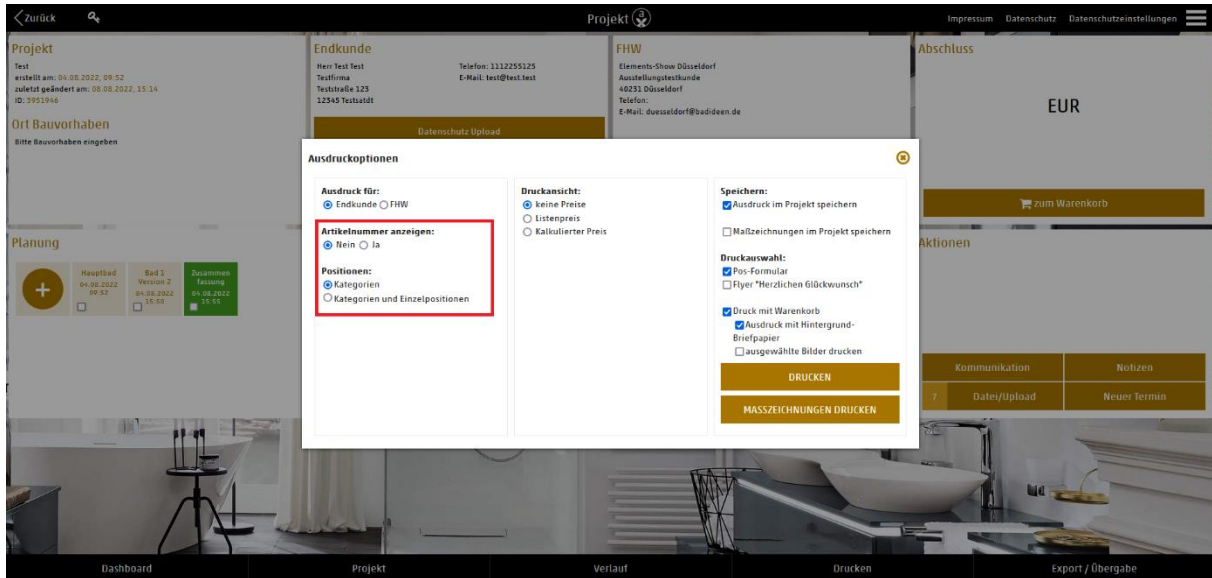 Zurück
Projekt
Impressum Datenschutz Datenschutzeinstellungen
Projekt
Test
erstellt am: 04.08.2022, 09:52
zuletzt geändert am: 08.08.2022, 15:14
ID: 5951946
Ort Bauvorhaben
Bitte Bauvorhaben eingeben
Endkunde
Herr Test Test
Testfirma
Teststraße 123
12345 Testsatdt
Telefon: 1112255125
E-Mail: test@test.test
Datenschutz Upload
FHW
Elements-Show Düsseldorf
Ausstellungstestkunde
40231 Düsseldorf
Telefon:
E-Mail: duesseldorf@badideen.de
Abschluss
EUR
zum Warenkorb
Ausdruckoptionen
Ausdruck für:
Endkunde FHW
Artikelnummer anzeigen:
Nein Ja
Positionen:
Kategorien
Kategorien und Einzelpositionen
Druckansicht:
keine Preise
Listenpreis
Kalkulierter Preis
Speichern:
Ausdruck im Projekt speichern
Maßzeichnungen im Projekt speichern
Druckauswahl:
Pos-Formular
Flyer "Herzlichen Glückwunsch"
Druck mit Warenkorb
Ausdruck mit Hintergrund-
Briefpapier
ausgewählte Bilder drucken
DRUCKEN
MASSZEICHNUNGEN DRUCKEN
Planung
Hauptbad
04.08.2022
09:52
Bad 1
Version 2
04.08.2022
15:50
Zusammen
fassung
04.08.2022
15:55
Aktionen
Kommunikation
Notizen
7 Datei/Upload
Neuer Termin
Dashboard
Projekt
Verlauf
Drucken
Export / Übergabe